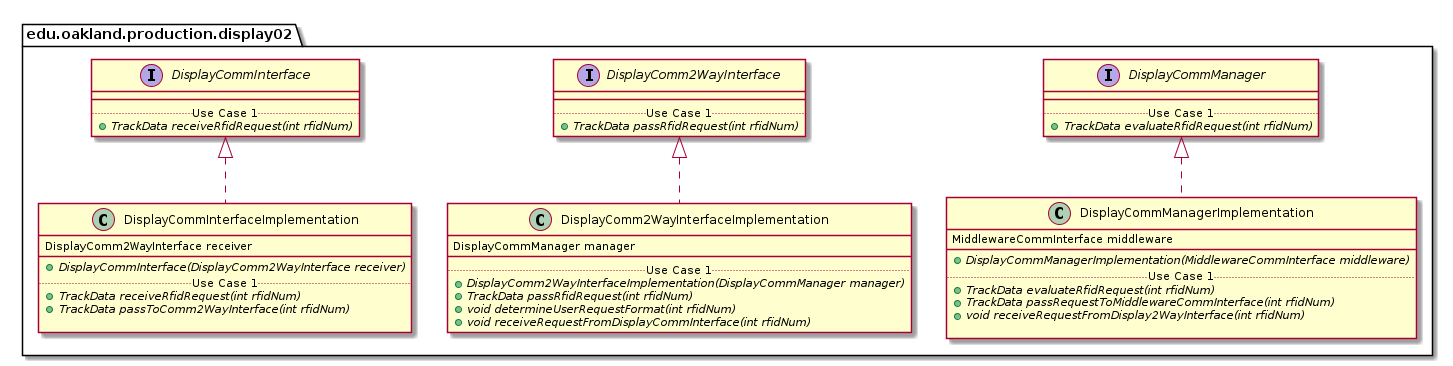 edu.oakland.production.display02
I DisplayCommInterface
Use Case 1
TrackData receiveRfidRequest(int rfidNum)
I DisplayComm2WayInterface
Use Case 1
TrackData passRfidRequest(int rfidNum)
I DisplayCommManager
Use Case 1
TrackData evaluateRfidRequest(int rfidNum)
C DisplayCommInterfaceImplementation
DisplayComm2WayInterface receiver
DisplayCommInterface(DisplayComm2WayInterface receiver)
Use Case 1
TrackData receiveRfidRequest(int rfidNum)
TrackData passToComm2WayInterface(int rfidNum)
C DisplayComm2WayInterfaceImplementation
DisplayCommManager manager
Use Case 1
DisplayComm2WayInterfaceImplementation(DisplayCommManager manager)
TrackData passRfidRequest(int rfidNum)
void determineUserRequestFormat(int rfidNum)
void receiveRequestFromDisplayCommInterface(int rfidNum)
C DisplayCommManagerImplementation
MiddlewareCommInterface middleware
DisplayCommManagerImplementation(MiddlewareCommInterface middleware)
Use Case 1
TrackData evaluateRfidRequest(int rfidNum)
TrackData passRequestToMiddlewareCommInterface(int rfidNum)
void receiveRequestFromDisplay2WayInterface(int rfidNum)